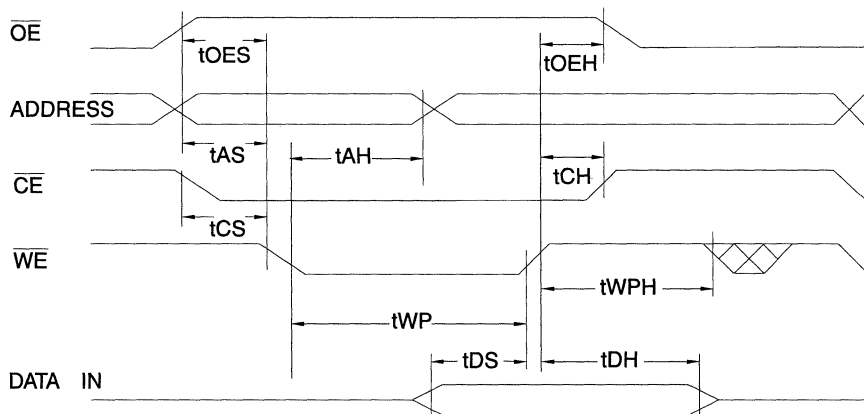 OE
tOES
tOEH
ADDRESS
tAS
tAH
tCH
CE
tCS
WE
tWPH
tWP
tDS
tDH
DATA IN